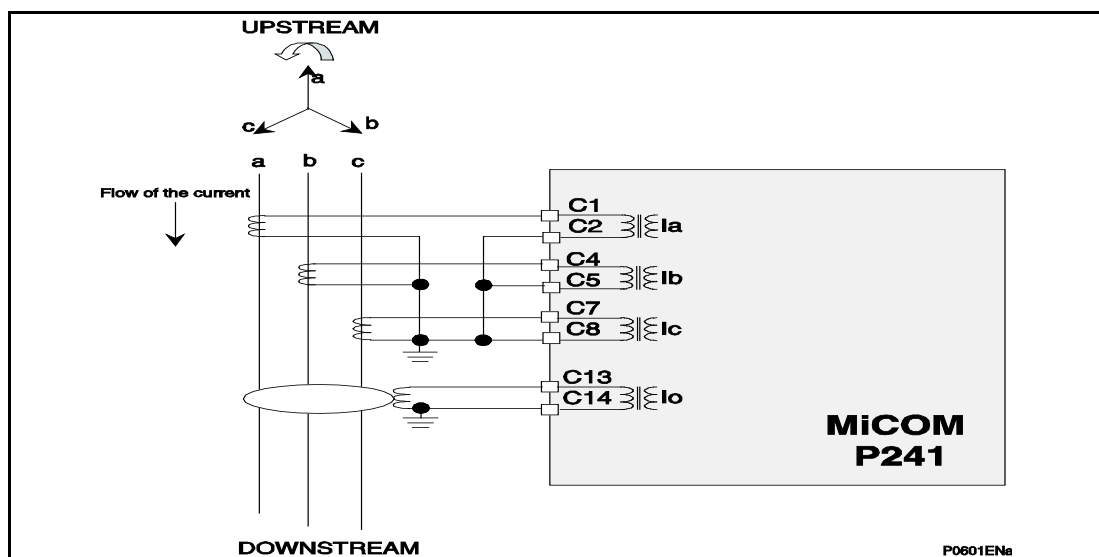 UPSTREAM
a
c
b
a b c
Flow of the current
C1
C2
Ia
C4
C5
Ib
C7
C8
Ic
C13
C14
Io
MiCOM
P241
DOWNSTREAM
P0601ENa